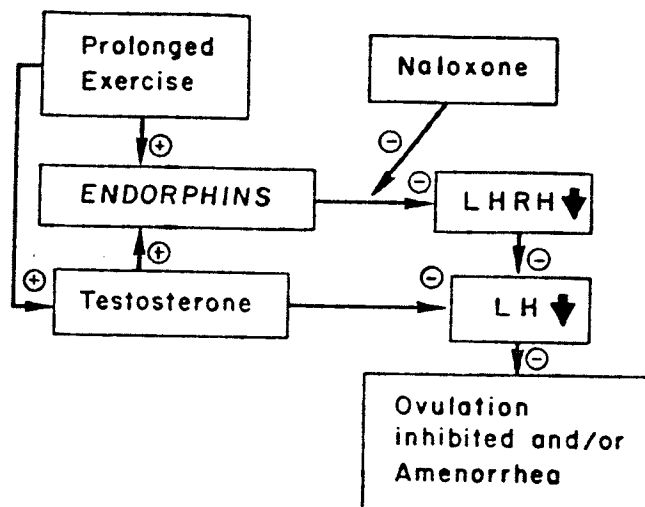 Prolonged
Exercise
Naloxone
⊕
⊖
ENDORPHINS
⊖
LHRH
⊕
⊖
⊕
Testosterone
⊖
LH
⊖
Ovulation
inhibited and/or
Amenorrhea